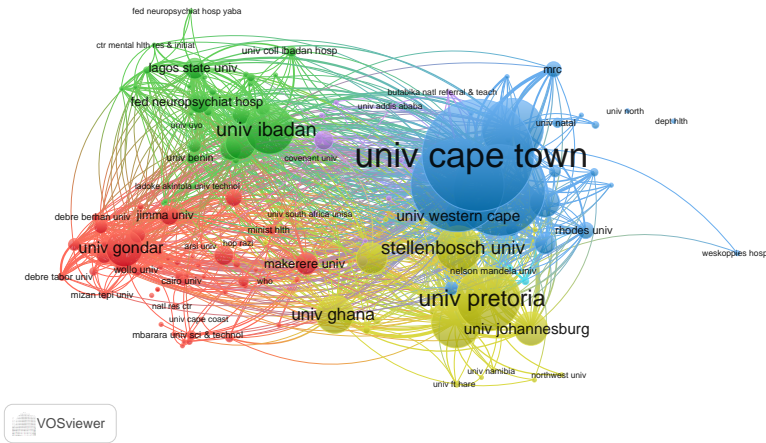 fed neuropsychiat hosp yaba
ctr mental hlth res & initiat
univ coll ibadan hosp
lagos state univ
mrc
butabika natl referral & teach
fed neuropsychiat hosp
univ addis ababa
univ north
dept hlth
univ natal
univ uyo
univ ibadan
univ cape town
univ benin
covenant univ
ladoke akintola univ technol
debre berhan univ
jimma univ
univ south africa unisa
univ western cape
minist hlth
rhodes univ
univ gondar
arsi univ
hop razi
stellenbosch univ
weskoppies hosp
wollo univ
makerere univ
nelson mandela univ
debre tabor univ
cairo univ
who
mizan tepi univ
univ pretoria
natl res ctr
univ cape coast
univ ghana
mbarara univ sci & technol
univ johannesburg
univ namibia
northwest univ
univ ft hare
VOSviewer